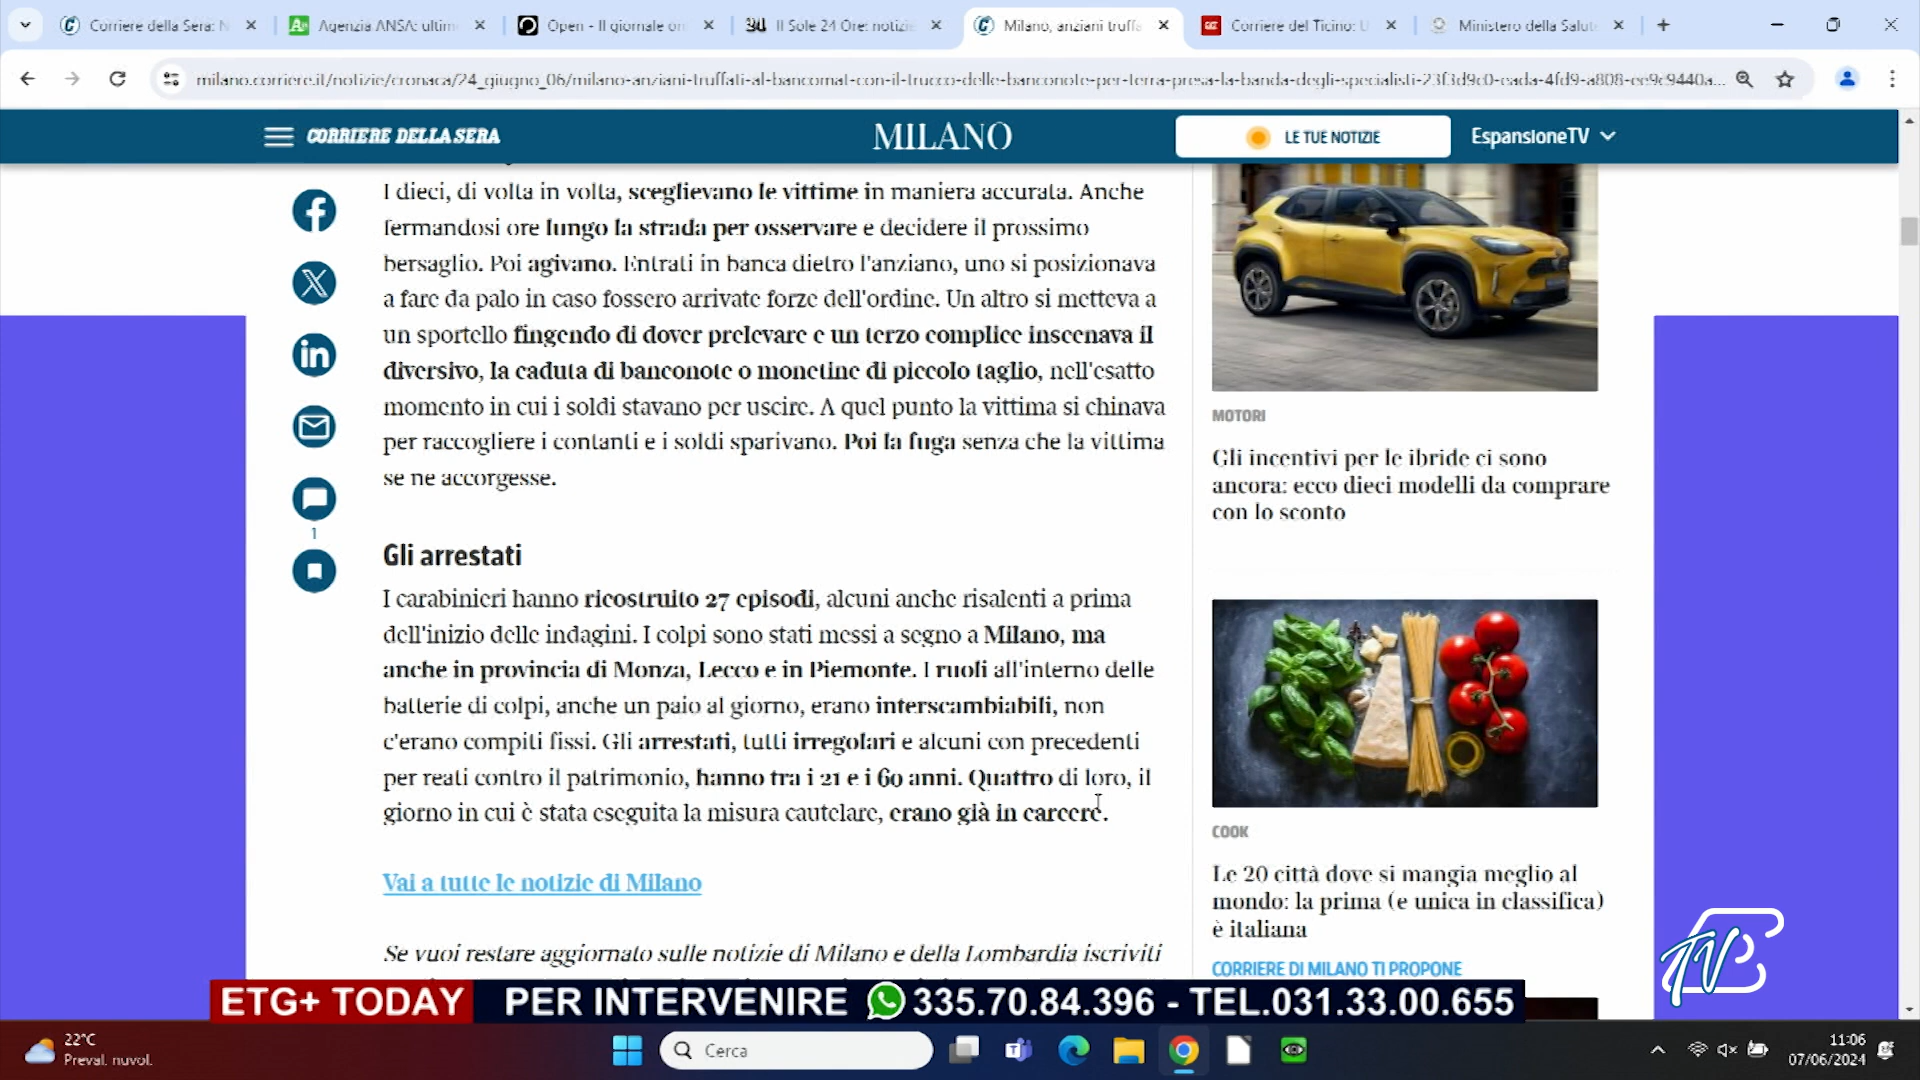 Corriere della Sera: N
Agenzia ANSA: ultim
Open - Il giornale on
Il Sole 24 Ore: notizie
Milano, anziani truffa
Corriere del Ticino: U
Ministero della Salut
milano.corriere.it/notizie/cronaca/24_giugno_06/milano-anziani-truffati-al-bancomat-con-il-trucco-delle-banconote-per-terra-presa-la-banda-degli-specialisti-23f3d9c0-eada-4fd9-a808-ee9c9440a...
CORRIERE DELLA SERA
MILANO
LE TUE NOTIZIE
EspansioneTV
I dieci, di volta in volta, sceglievano le vittime in maniera accurata. Anche
fermandosi ore lungo la strada per osservare e decidere il prossimo
bersaglio. Poi agivano. Entrati in banca dietro l'anziano, uno si posizionava
a fare da palo in caso fossero arrivate forze dell'ordine. Un altro si metteva a
un sportello fingendo di dover prelevare e un terzo complice inscenava il
diversivo, la caduta di banconote o monetine di piccolo taglio, nell'esatto
momento in cui i soldi stavano per uscire. A quel punto la vittima si chinava
per raccogliere i contanti e i soldi sparivano. Poi la fuga senza che la vittima
se ne accorgesse.
1
Gli arrestati
I carabinieri hanno ricostruito 27 episodi, alcuni anche risalenti a prima
dell'inizio delle indagini. I colpi sono stati messi a segno a Milano, ma
anche in provincia di Monza, Lecco e in Piemonte. I ruoli all'interno delle
batterie di colpi, anche un paio al giorno, erano interscambiabili, non
c'erano compiti fissi. Gli arrestati, tutti irregolari e alcuni con precedenti
per reati contro il patrimonio, hanno tra i 21 e i 69 anni. Quattro di loro, il
giorno in cui è stata eseguita la misura cautelare, erano già in carcere.
Vai a tutte le notizie di Milano
Se vuoi restare aggiornato sulle notizie di Milano e della Lombardia iscriviti
MOTORI
Gli incentivi per le ibride ci sono
ancora: ecco dieci modelli da comprare
con lo sconto
COOK
Le 20 città dove si mangia meglio al
mondo: la prima (e unica in classifica)
è italiana
CORRIERE DI MILANO TI PROPONE
ETG+ TODAY PER INTERVENIRE 335.70.84.396 - TEL.031.33.00.655
22°C
Preval. nuvol.
Cerca
11:06
07/06/2024